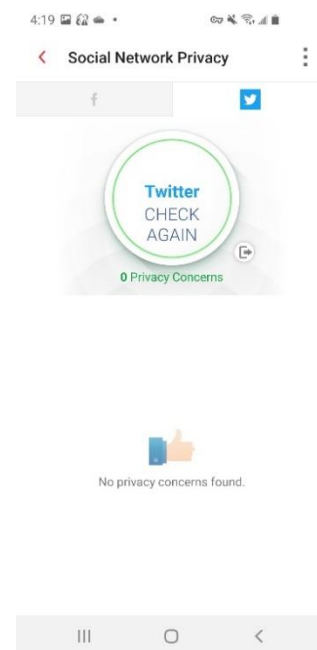 4:19
Social Network Privacy
f
Twitter
CHECK
AGAIN
0 Privacy Concerns
No privacy concerns found.